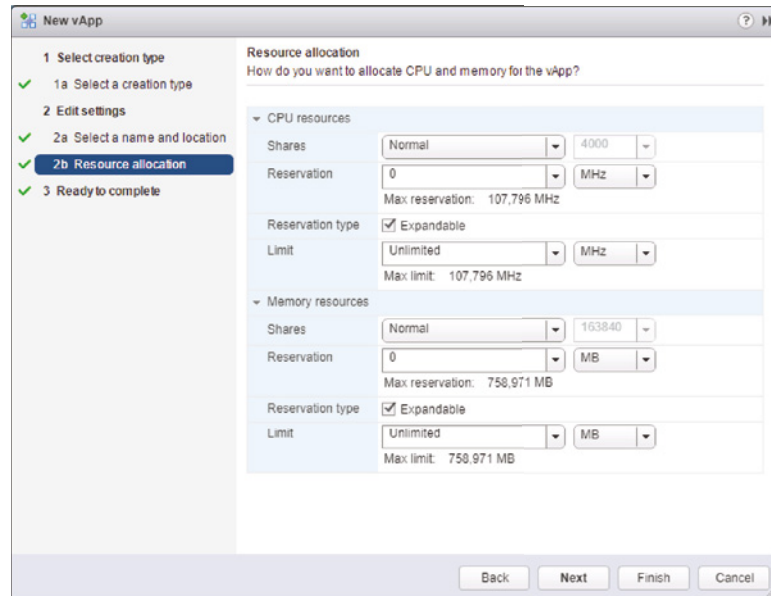 New vApp
?
1 Select creation type
1a Select a creation type
2 Edit settings
2a Select a name and location
2b Resource allocation
3 Ready to complete
Resource allocation
How do you want to allocate CPU and memory for the vApp?
CPU resources
Shares Normal 4000
Reservation 0 MHz
Max reservation: 107,796 MHz
Reservation type Expandable
Limit Unlimited MHz
Max limit: 107,796 MHz
Memory resources
Shares Normal 163840
Reservation 0 MB
Max reservation: 758,971 MB
Reservation type Expandable
Limit Unlimited MB
Max limit: 758,971 MB
Back Next Finish Cancel